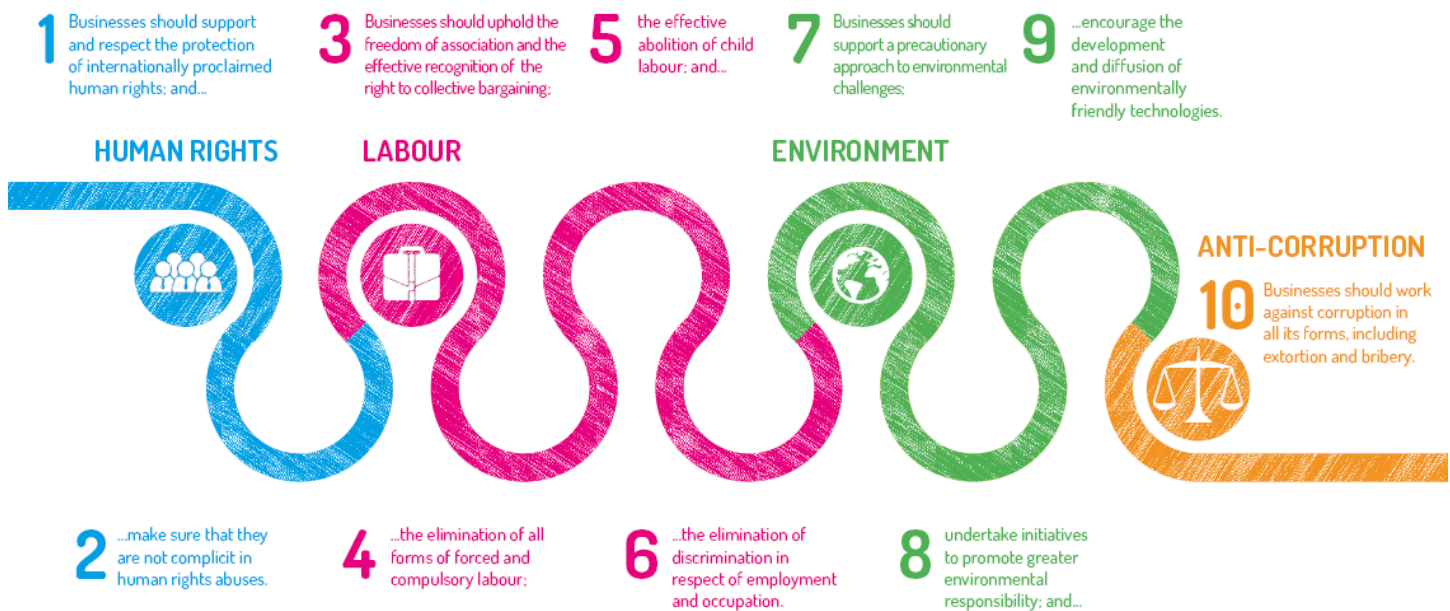 1
Businesses should support
and respect the protection
of internationally proclaimed
human rights; and...
3
Businesses should uphold the
freedom of association and the
effective recognition of the
right to collective bargaining;
5
the effective
abolition of child
labour; and...
7
Businesses should
support a precautionary
approach to environmental
challenges;
9
...encourage the
development
and diffusion of
environmentally
friendly technologies.
HUMAN RIGHTS
LABOUR
ENVIRONMENT
ANTI-CORRUPTION
10
Businesses should work
against corruption in
all its forms, including
extortion and bribery.
2
...make sure that they
are not complicit in
human rights abuses.
4
...the elimination of all
forms of forced and
compulsory labour;
6
...the elimination of
discrimination in
respect of employment
and occupation.
8
undertake initiatives
to promote greater
environmental
responsibility; and...